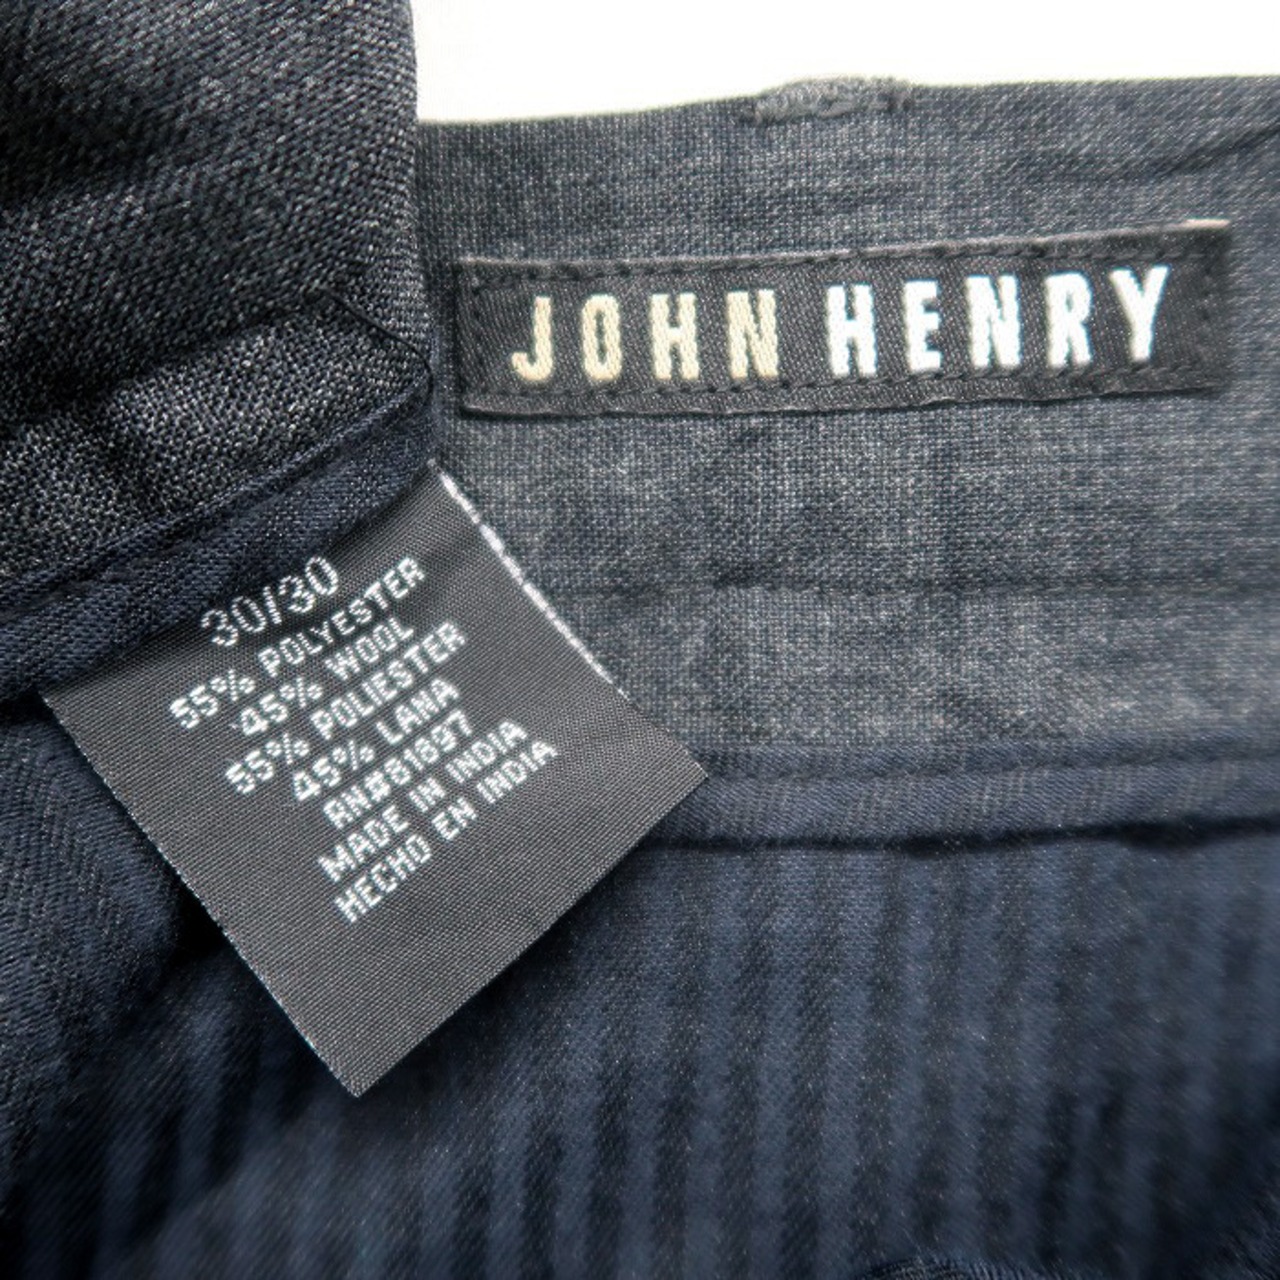 JOHN HENRY
30/30
55% POLYESTER
45% WOOL
55% POLIESTER
45% LANA
RN#61697
MADE IN INDIA
HECHO EN INDIA